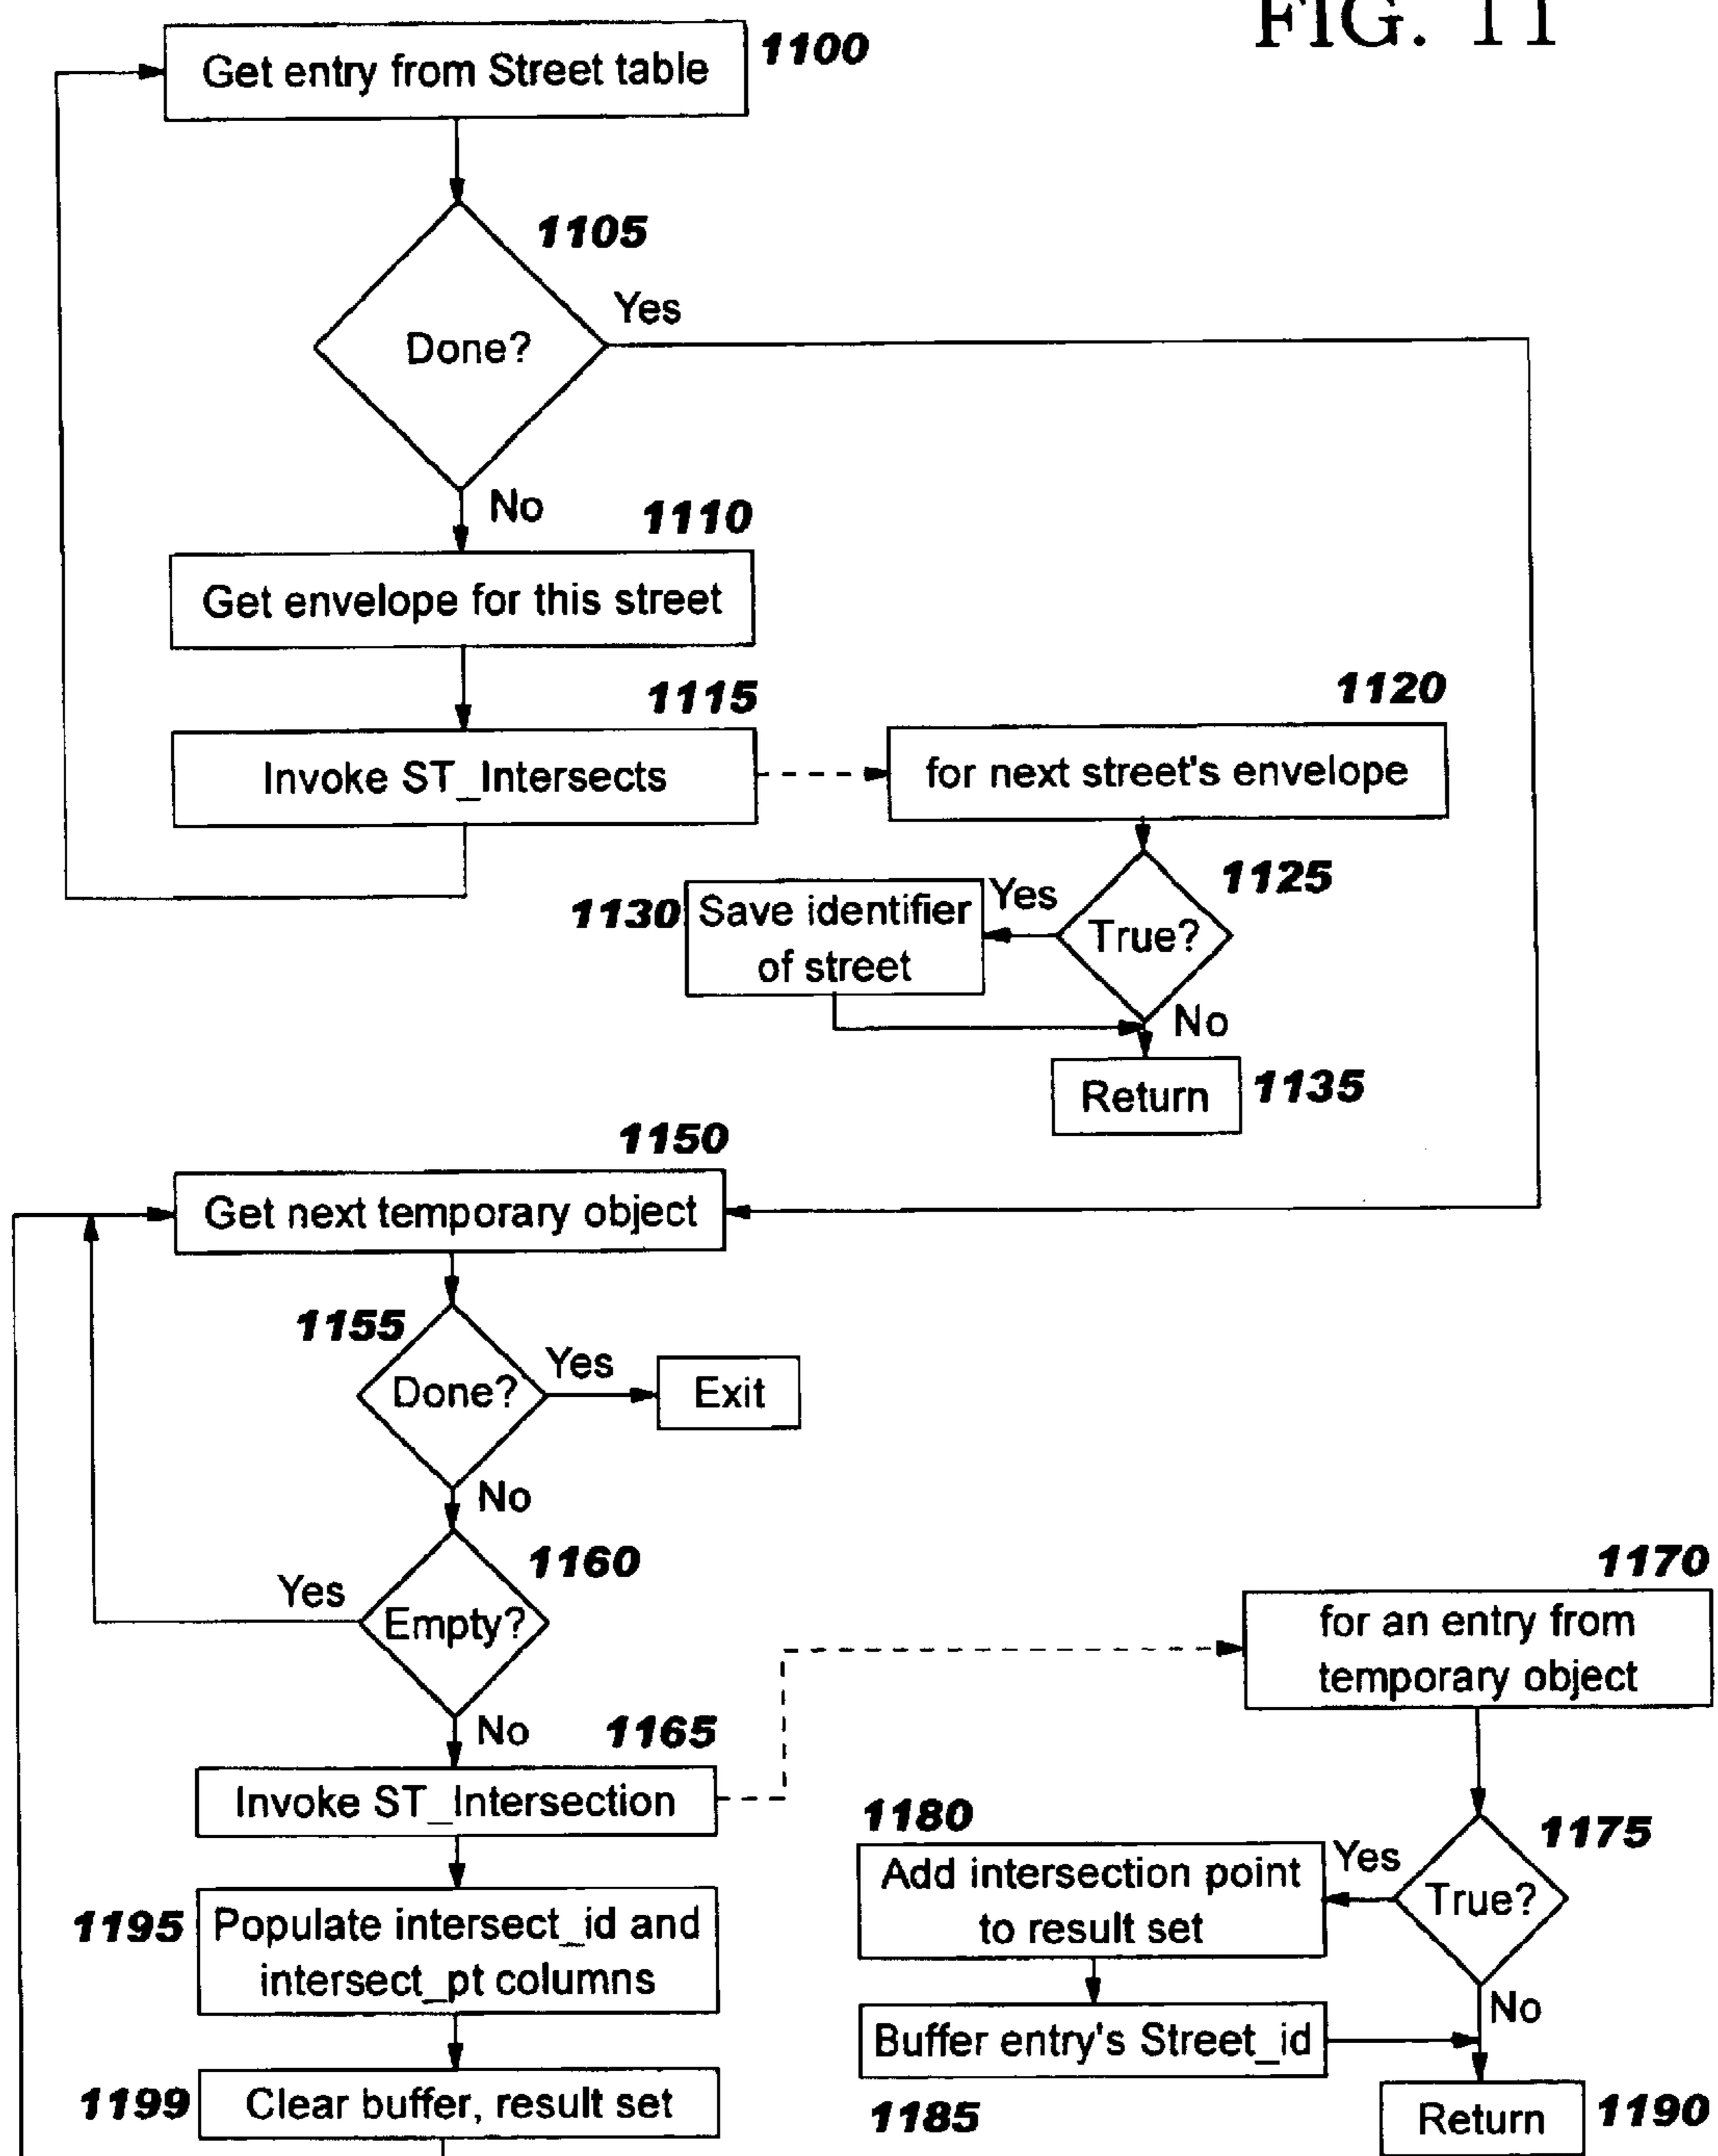 FIG. 11
Get entry from Street table
1100
1105
Done?
Yes
No
1110
Get envelope for this street
1115
Invoke ST_Intersects
1120
for next street's envelope
1125
True?
Yes
1130
Save identifier
of street
No
Return
1135
1150
Get next temporary object
1155
Done?
Yes
Exit
No
1160
Empty?
Yes
No
1165
Invoke ST_Intersection
1170
for an entry from
temporary object
1175
True?
Yes
1180
Add intersection point
to result set
No
1195
Populate intersect_id and
intersect_pt columns
Buffer entry's Street_id
1185
1199
Clear buffer, result set
Return
1190